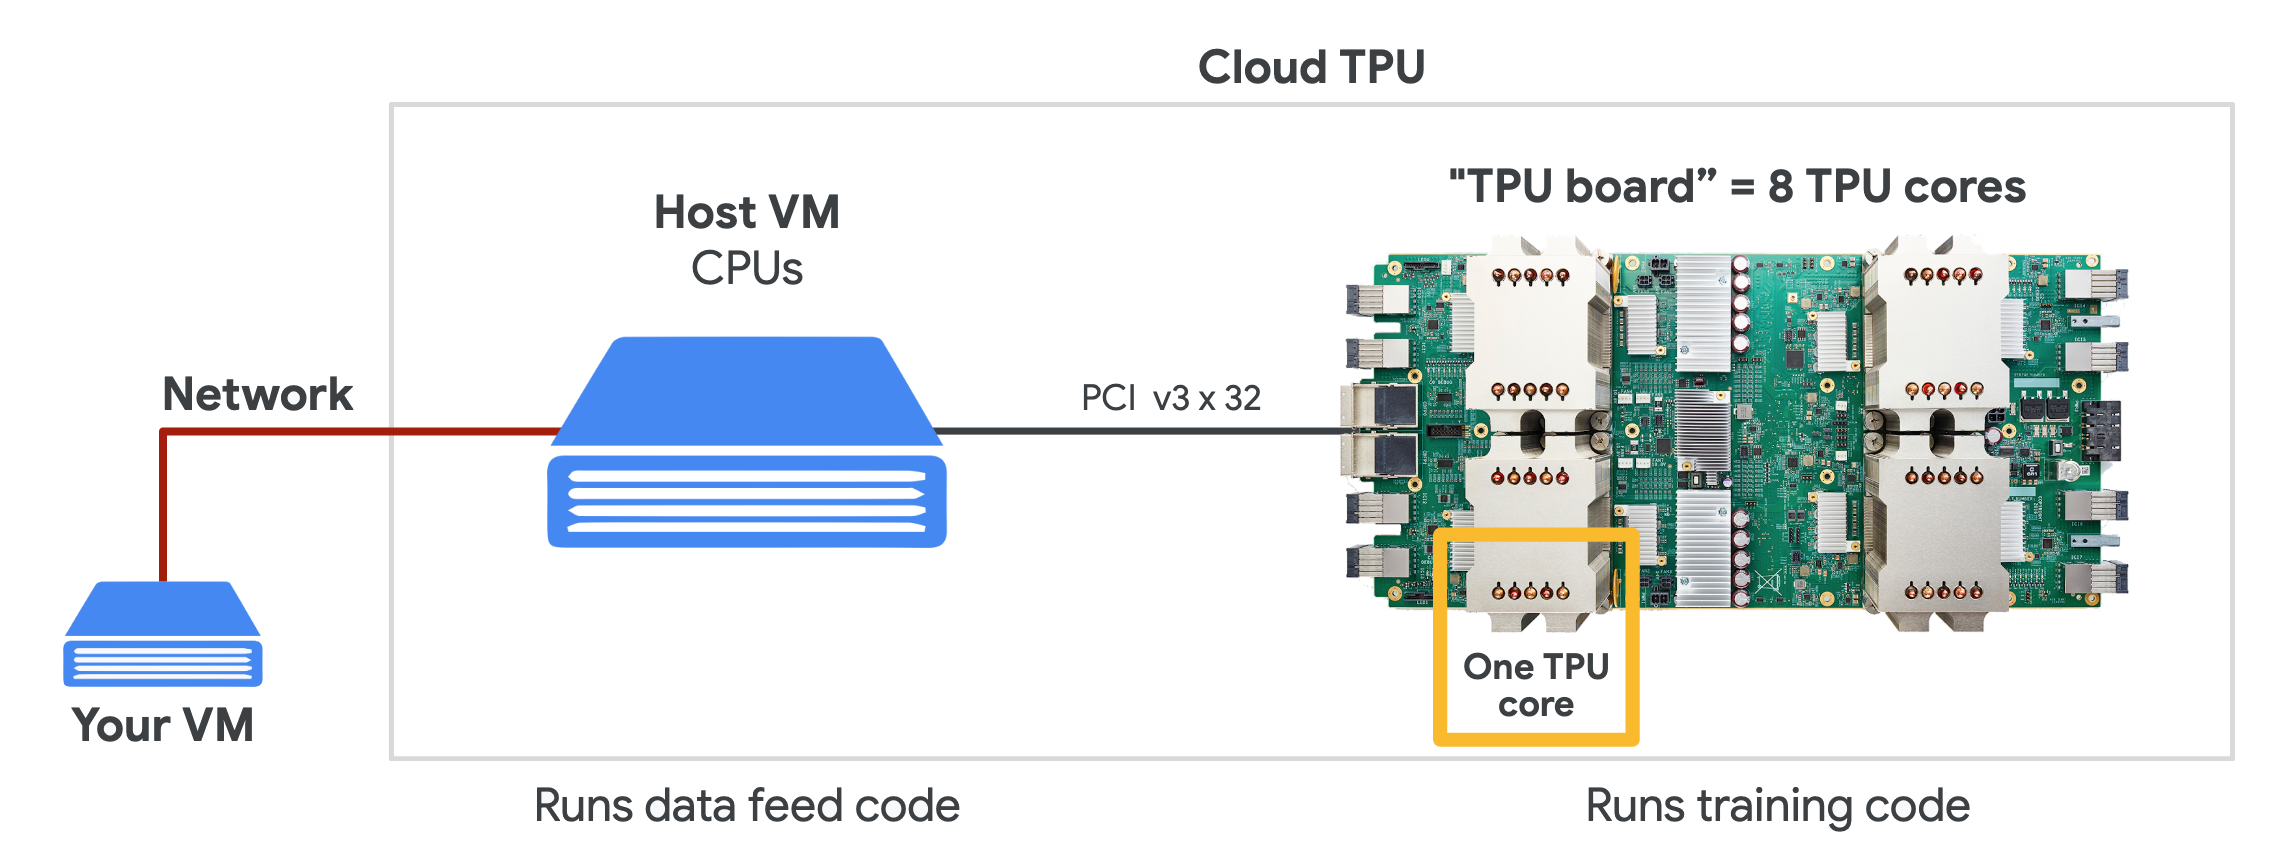 Cloud TPU
"TPU board” = 8 TPU cores
Host VM
CPUs
Network
PCI v3 x 32
One TPU
core
Your VM
Runs data feed code
Runs training code